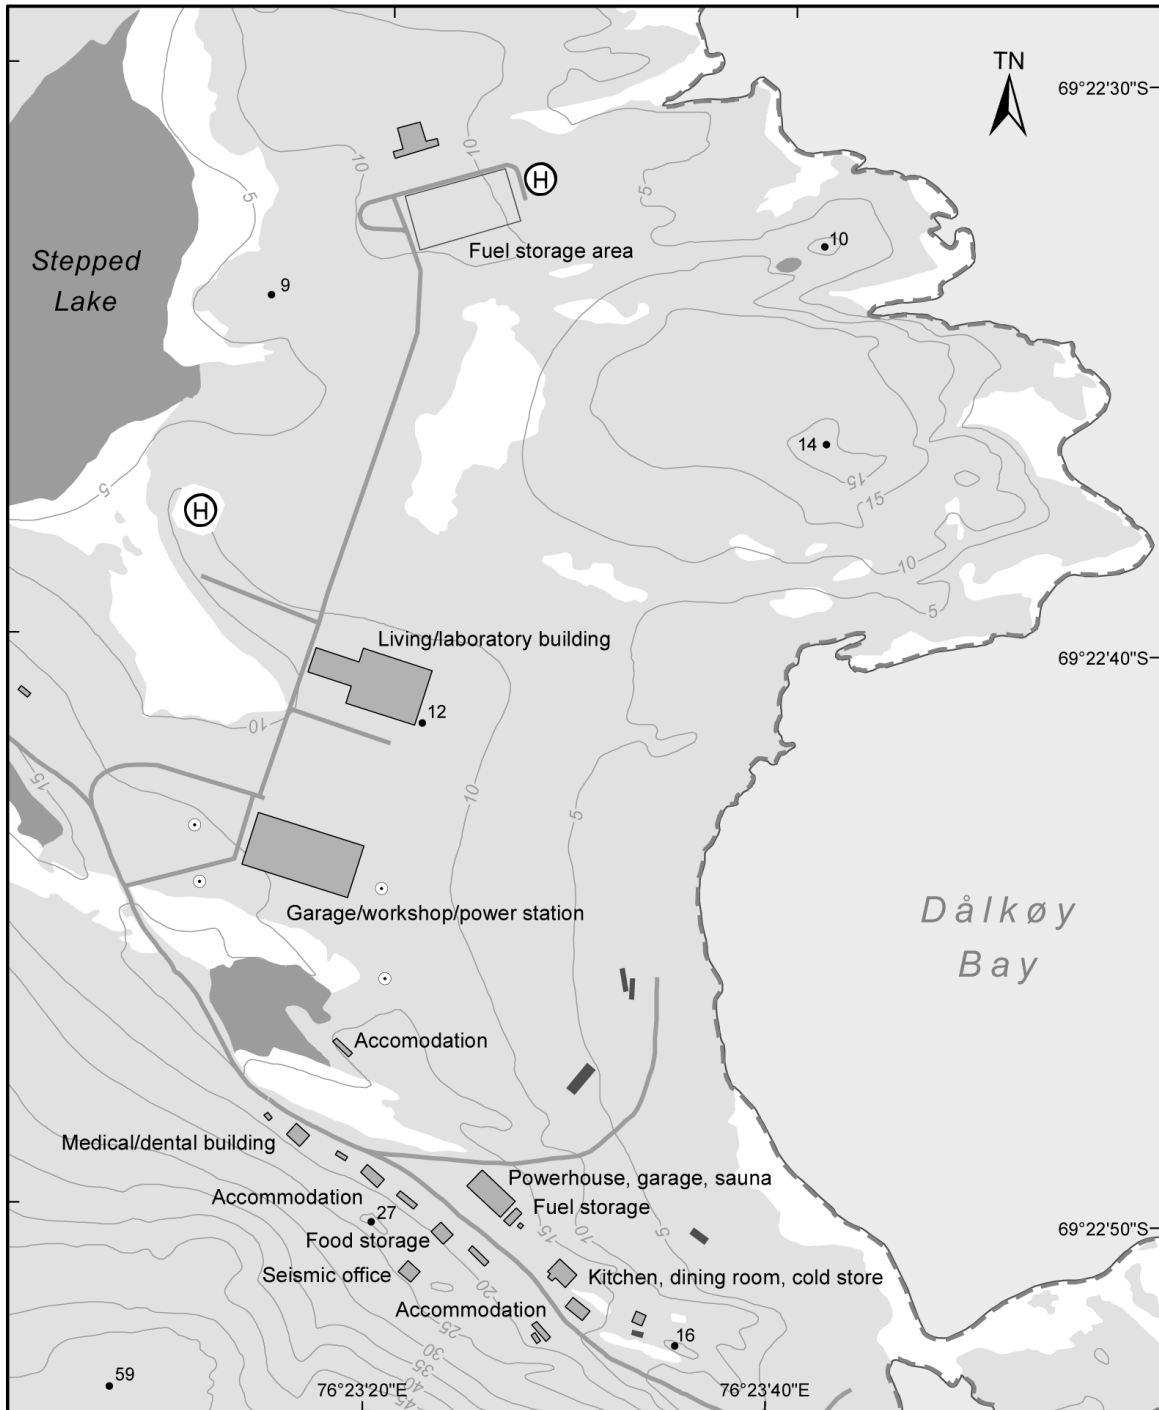 TN
69°22'30"S
10
10
5
5
H
10
Fuel storage area
Stepped
Lake
9
14
15
15
5
H
10
5
Living/laboratory building
69°22'40"S
12
10
15
10
5
Garage/workshop/power station
Dålkøy
Bay
Accomodation
Medical/dental building
Powerhouse, garage, sauna
Accommodation
Fuel storage
27
69°22'50"S
Food storage
15
10
5
Seismic office
Kitchen, dining room, cold store
20
Accommodation
25
16
30
35
59
40
45
76°23'20"E
76°23'40"E